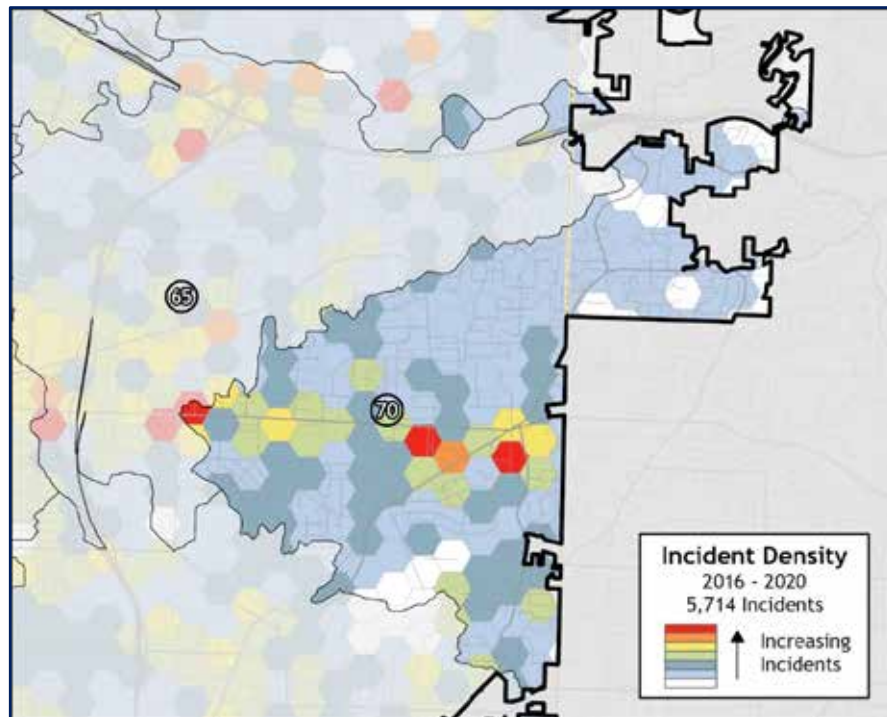 65
70
Incident Density
2016 - 2020
5,714 Incidents
Increasing
Incidents